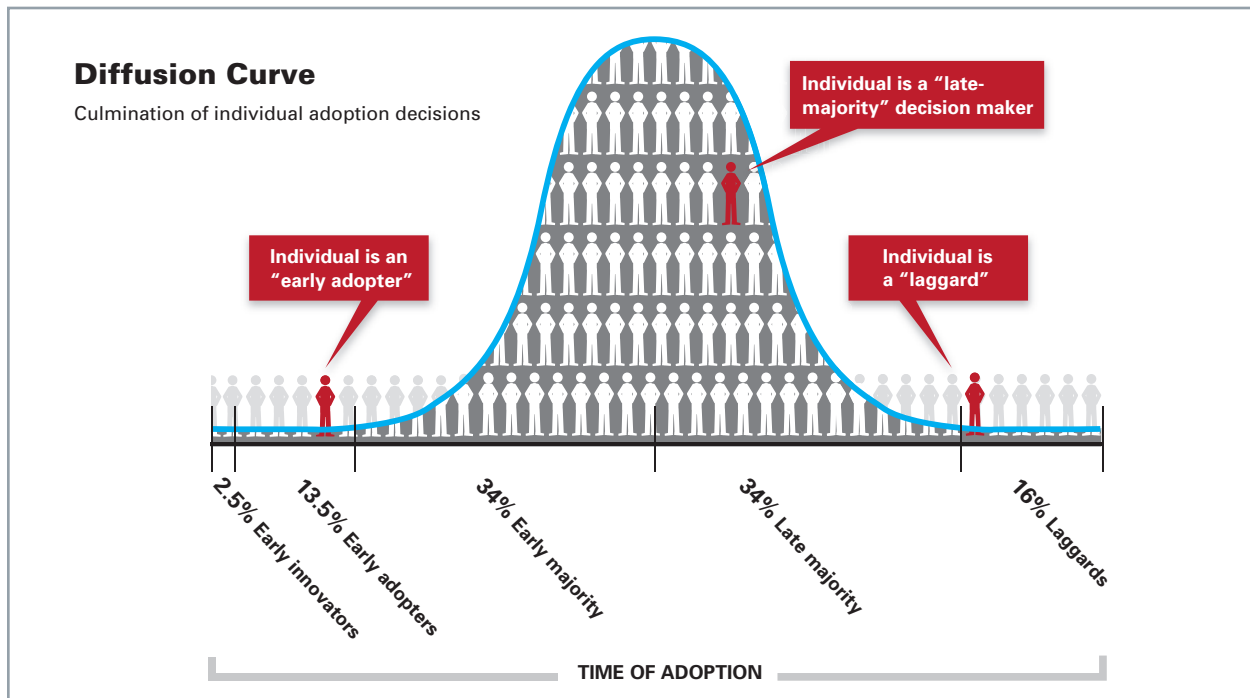 Diffusion Curve
Culmination of individual adoption decisions
Individual is a “late-
majority” decision maker
Individual is an
“early adopter”
Individual is
a “laggard”
2.5% Early innovators
13.5% Early adopters
34% Early majority
34% Late majority
16% Laggards
TIME OF ADOPTION